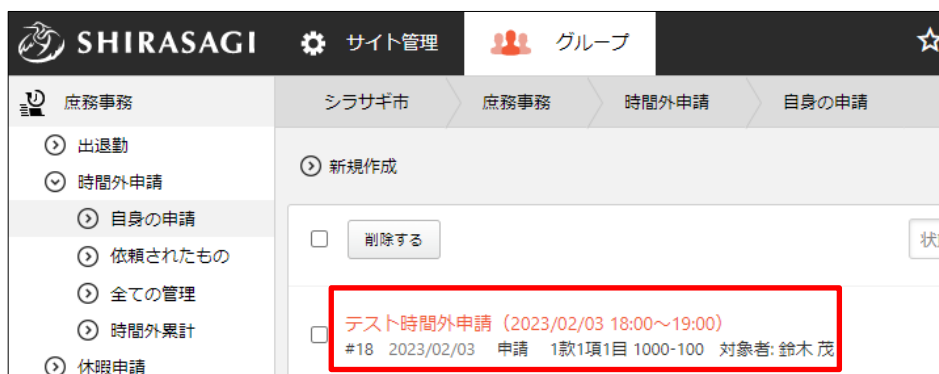 SHIRASAGI
サイト管理
グループ
庶務事務
シラサギ市
庶務事務
時間外申請
自身の申請
出退勤
時間外申請
自身の申請
依頼されたもの
全ての管理
時間外累計
休暇申請
新規作成
削除する
テスト時間外申請（2023/02/03 18:00～19:00）
#18 2023/02/03 申請 1款1項1目 1000-100 対象者: 鈴木 茂